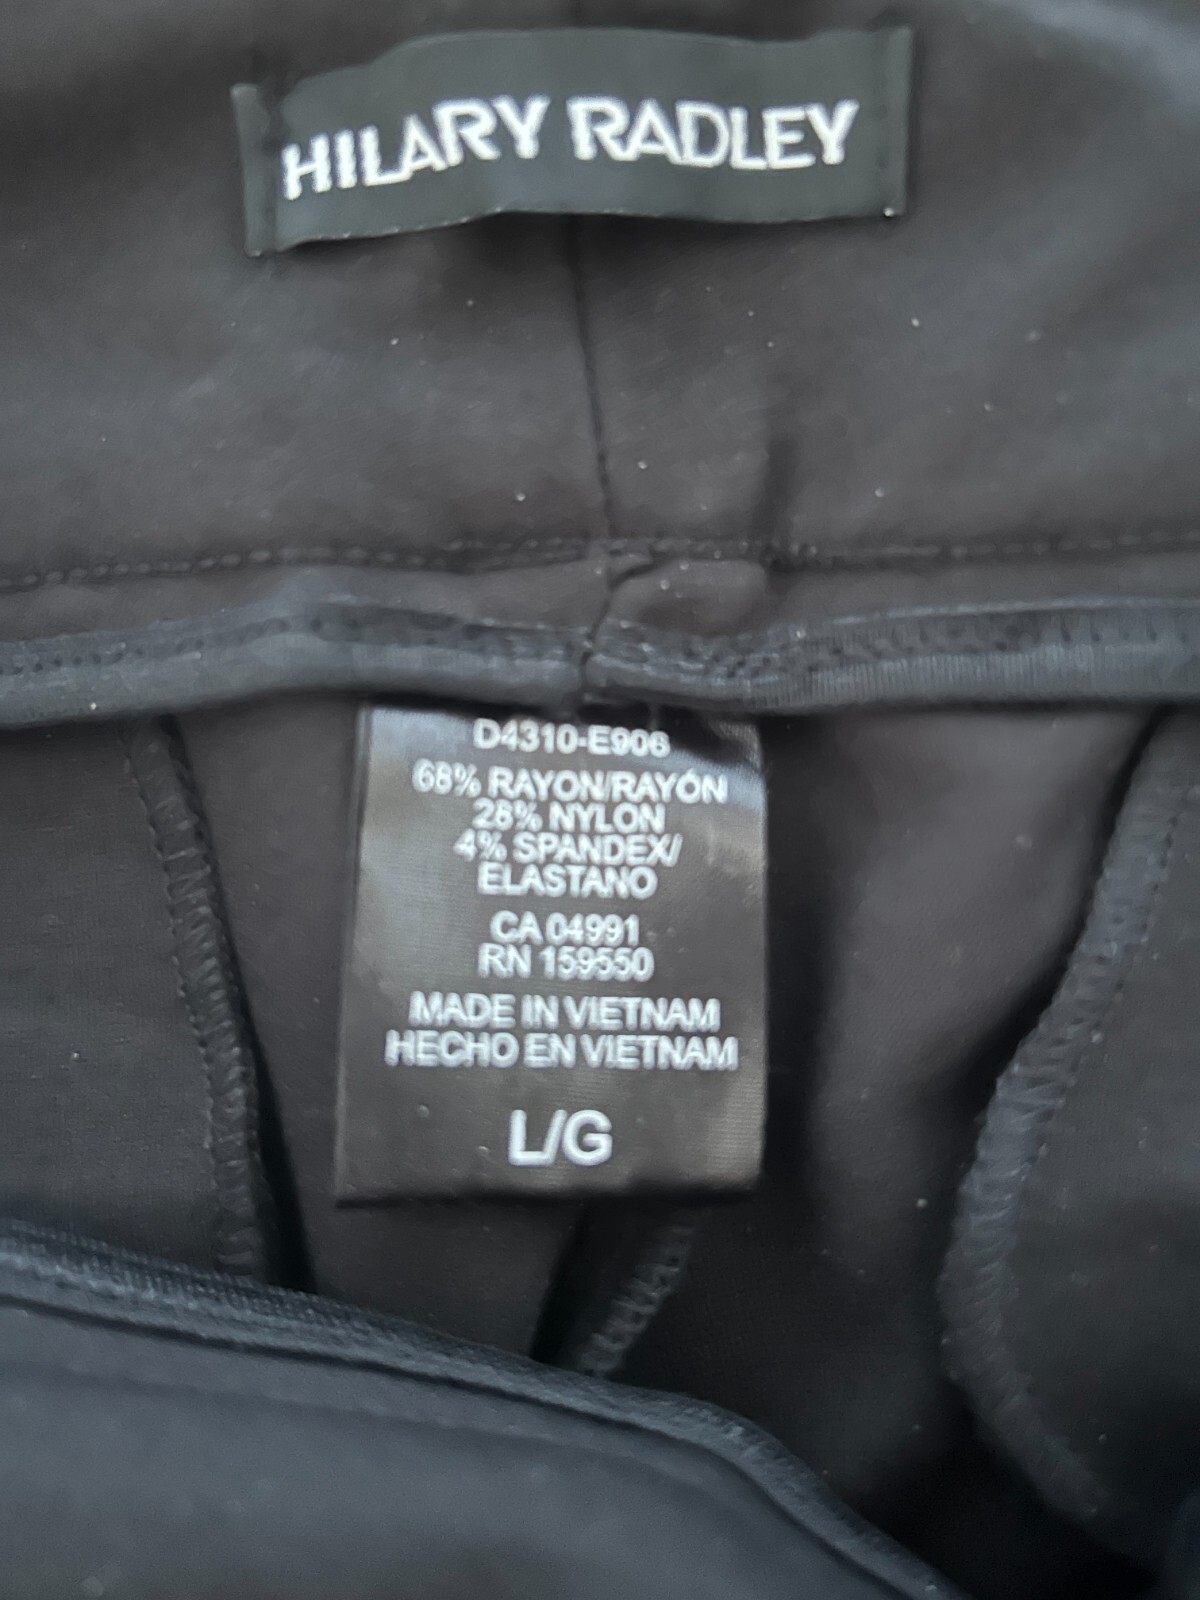 HILARY RADLEY
D4310-E906
68% RAYON/RAYÓN
28% NYLON
4% SPANDEX/
ELASTANO
CA 04991
RN 159550
MADE IN VIETNAM
HECHO EN VIETNAM
L/G